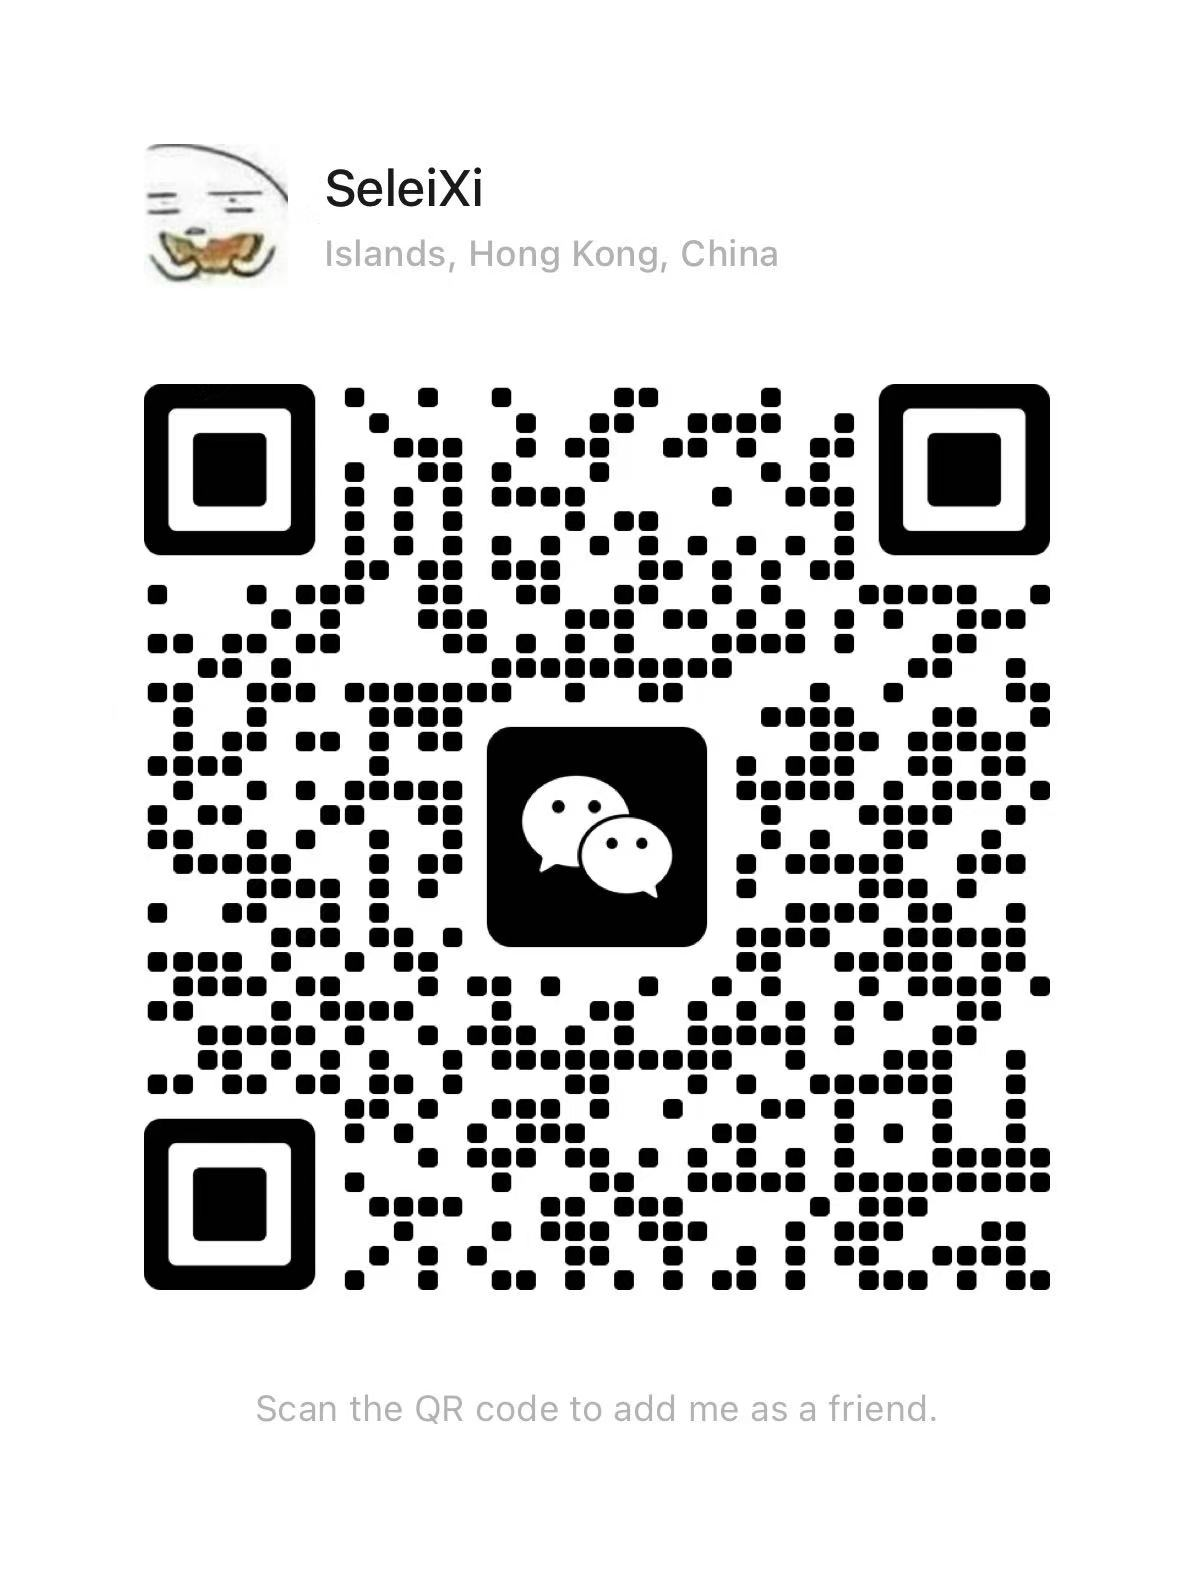 SeleiXi
Islands, Hong Kong, China
Scan the QR code to add me as a friend.